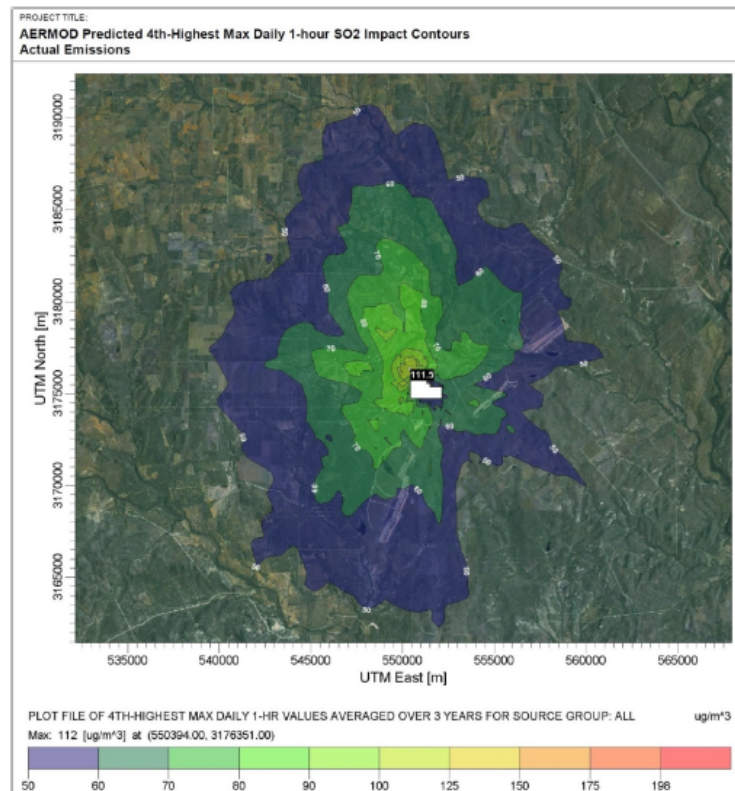 PROJECT TITLE:
AERMOD Predicted 4th-Highest Max Daily 1-hour SO2 Impact Contours
Actual Emissions
3190000
3185000
3180000
3175000
3170000
3165000
UTM North [m]
111.5
535000 540000 545000 550000 555000 560000 565000
UTM East [m]
PLOT FILE OF 4TH-HIGHEST MAX DAILY 1-HR VALUES AVERAGED OVER 3 YEARS FOR SOURCE GROUP: ALL ug/m^3
Max: 112 [ug/m^3] at (550394.00, 3176351.00)
50 60 70 80 90 100 125 150 175 198